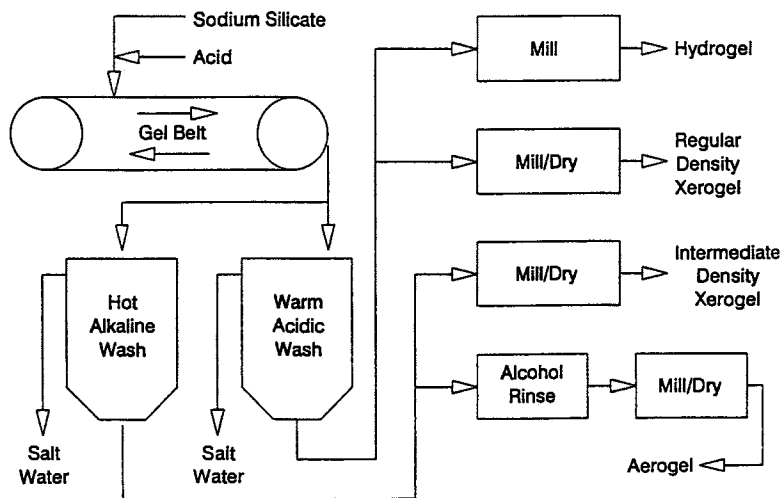 Sodium Silicate
Acid
Gel Belt
Hot
Alkaline
Wash
Salt
Water
Warm
Acidic
Wash
Salt
Water
Mill
Hydrogel
Mill/Dry
Regular
Density
Xerogel
Mill/Dry
Intermediate
Density
Xerogel
Alcohol
Rinse
Mill/Dry
Aerogel